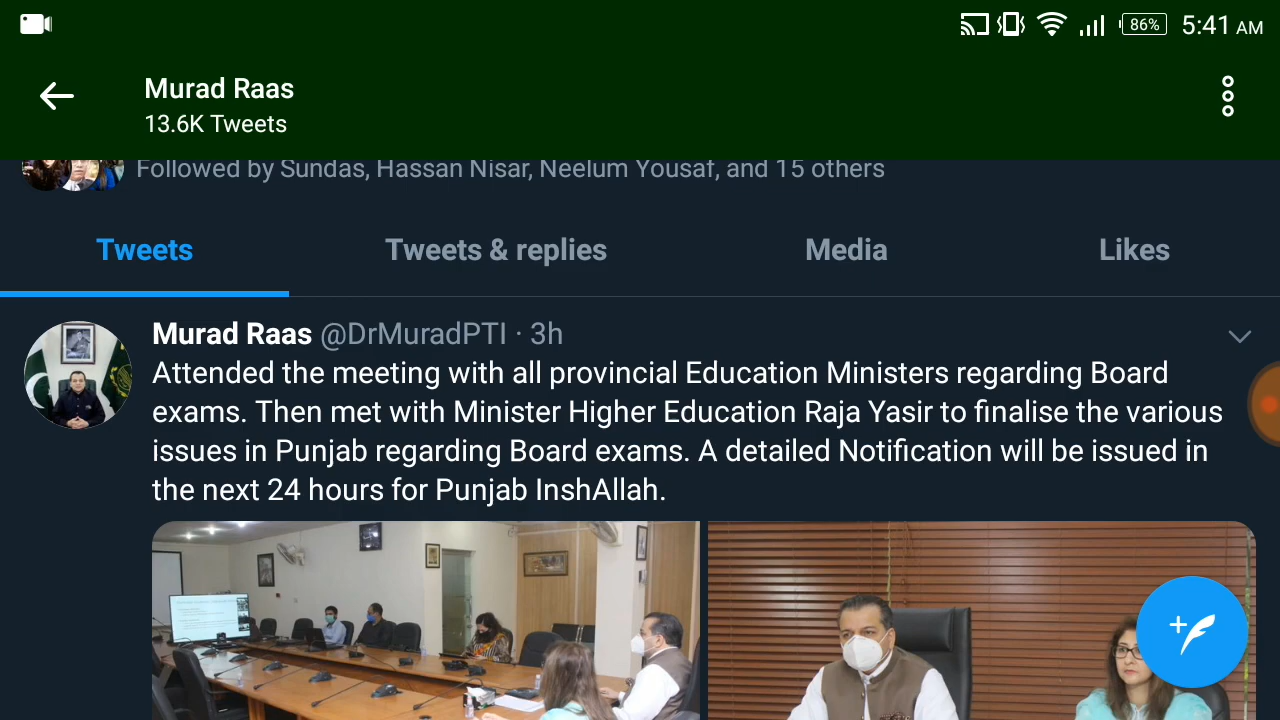 86% 5:41 AM
Murad Raas
13.6K Tweets
Followed by Sundas, Hassan Nisar, Neelum Yousaf, and 15 others
Tweets Tweets & replies Media Likes
Murad Raas @DrMuradPTI · 3h
Attended the meeting with all provincial Education Ministers regarding Board
exams. Then met with Minister Higher Education Raja Yasir to finalise the various
issues in Punjab regarding Board exams. A detailed Notification will be issued in
the next 24 hours for Punjab InshAllah.